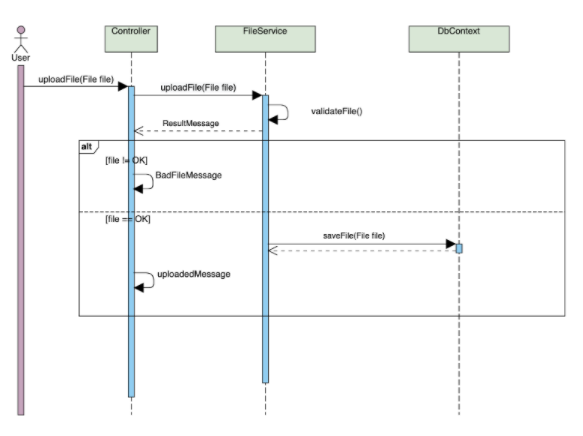 Controller
FileService
DbContext
User
uploadFile(File file)
uploadFile(File file)
validateFile()
ResultMessage
alt
[file != OK]
BadFileMessage
[file == OK]
saveFile(File file)
uploadedMessage